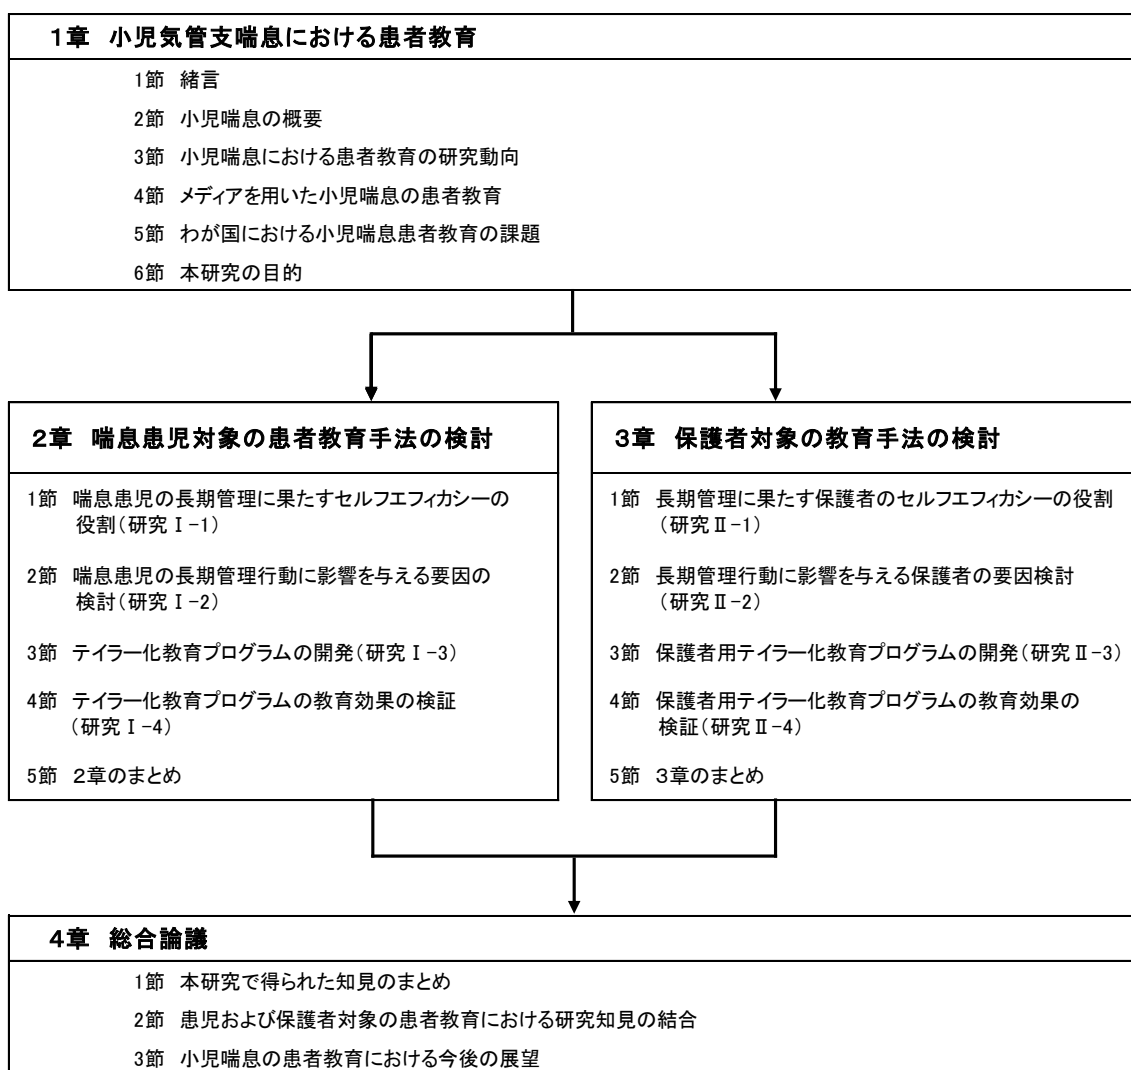 1章 小児気管支喘息における患者教育
1節 緒言
2節 小児喘息の概要
3節 小児喘息における患者教育の研究動向
4節 メディアを用いた小児喘息の患者教育
5節 わが国における小児喘息患者教育の課題
6節 本研究の目的
2章 喘息患児対象の患者教育手法の検討
1節 喘息患児の長期管理に果たすセルフエフィカシーの
役割(研究Ⅰ-1)
2節 喘息患児の長期管理行動に影響を与える要因の
検討(研究Ⅰ-2)
3節 テイラー化教育プログラムの開発(研究Ⅰ-3)
4節 テイラー化教育プログラムの教育効果の検証
(研究Ⅰ-4)
5節 2章のまとめ
3章 保護者対象の教育手法の検討
1節 長期管理に果たす保護者のセルフエフィカシーの役割
(研究Ⅱ-1)
2節 長期管理行動に影響を与える保護者の要因検討
(研究Ⅱ-2)
3節 保護者用テイラー化教育プログラムの開発(研究Ⅱ-3)
4節 保護者用テイラー化教育プログラムの教育効果の
検証(研究Ⅱ-4)
5節 3章のまとめ
4章 総合論議
1節 本研究で得られた知見のまとめ
2節 患児および保護者対象の患者教育における研究知見の結合
3節 小児喘息の患者教育における今後の展望